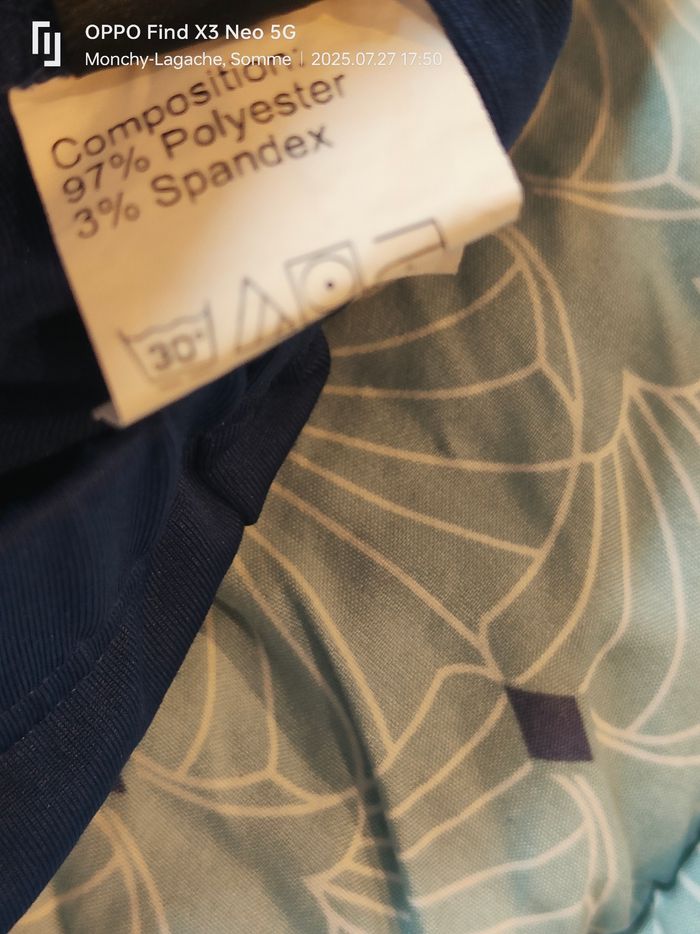 OPPO Find X3 Neo 5G
Monchy-Lagache, Somme | 2025.07.27 17:50
Composition:
97% Polyester
3% Spandex
30°